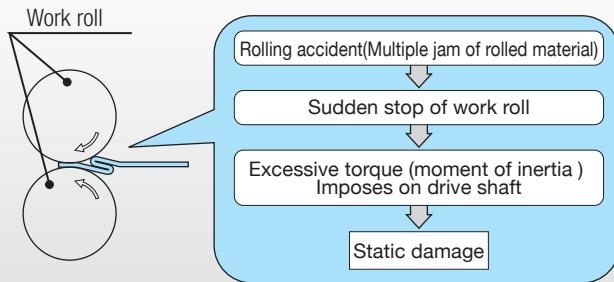 Work roll
Rolling accident(Multiple jam of rolled material)
Sudden stop of work roll
Excessive torque (moment of inertia )
Imposes on drive shaft
Static damage